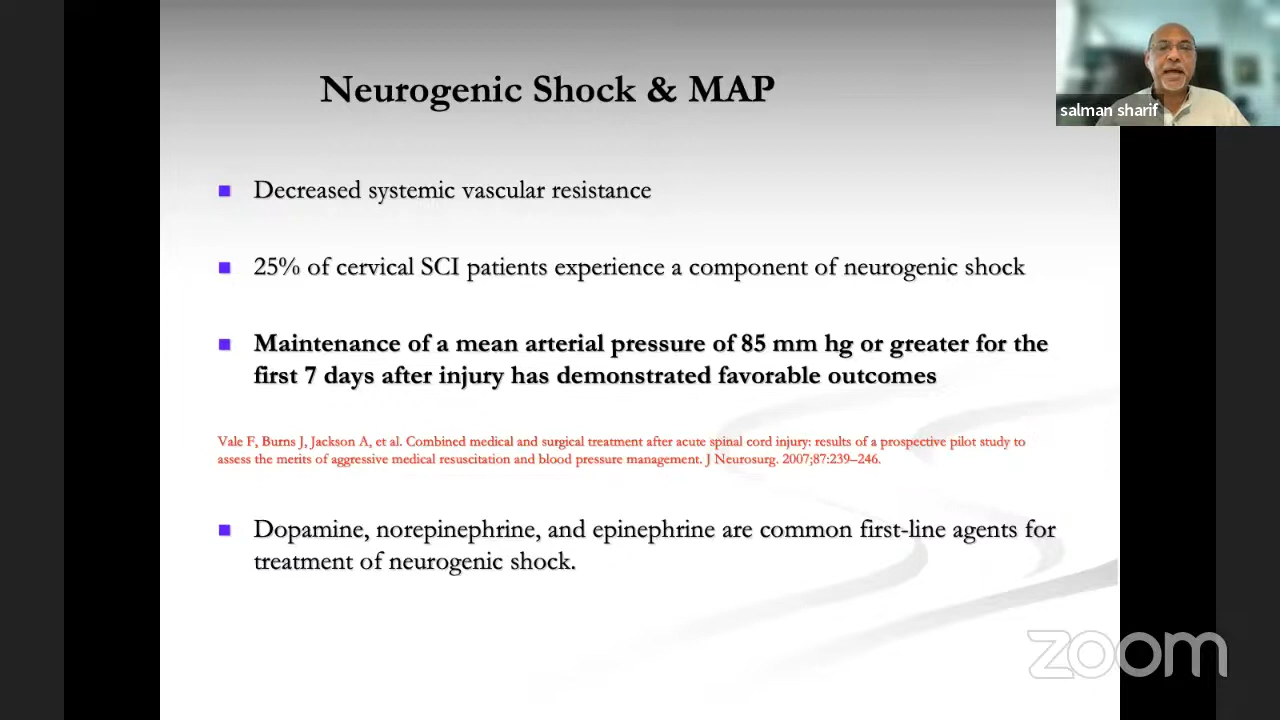 Neurogenic Shock & MAP
salman sharif
Decreased systemic vascular resistance
25% of cervical SCI patients experience a component of neurogenic shock
Maintenance of a mean arterial pressure of 85 mm hg or greater for the
first 7 days after injury has demonstrated favorable outcomes
Vale F, Burns J, Jackson A, et al. Combined medical and surgical treatment after acute spinal cord injury: results of a prospective pilot study to
assess the merits of aggressive medical resuscitation and blood pressure management. J Neurosurg. 2007;87:239–246.
Dopamine, norepinephrine, and epinephrine are common first-line agents for
treatment of neurogenic shock.
zoom